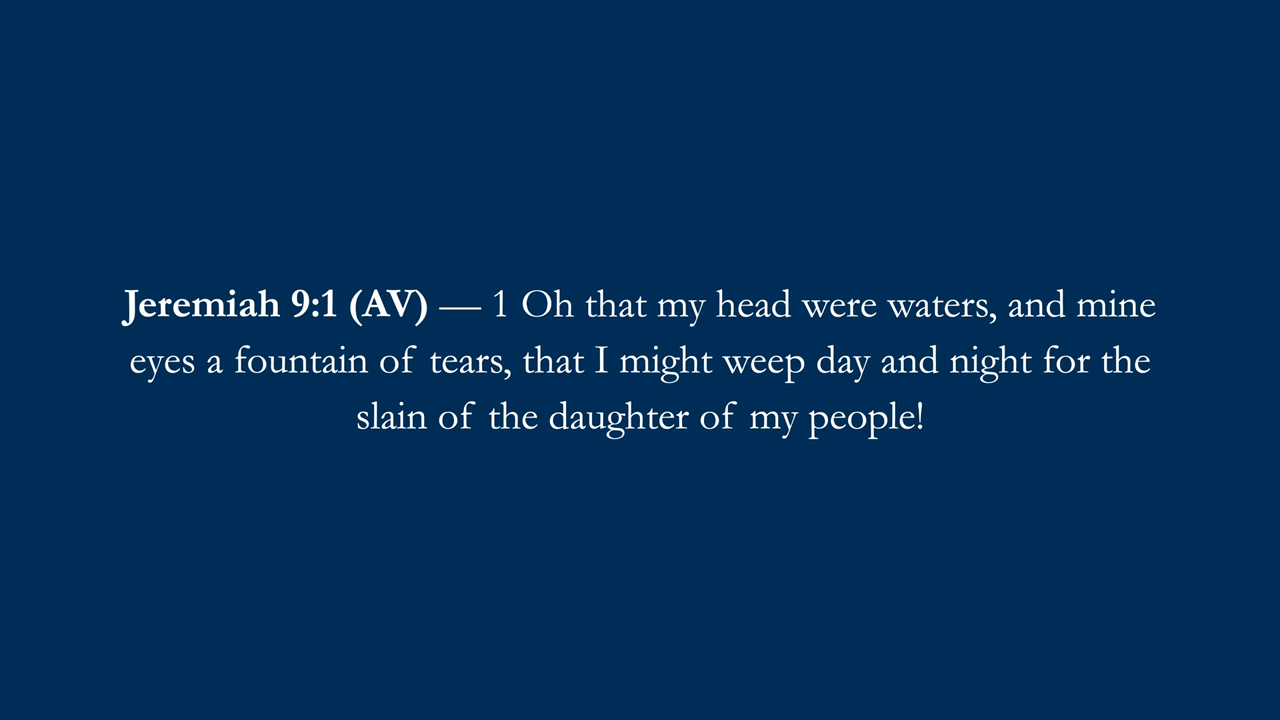 Jeremiah 9:1 (AV) — 1 Oh that my head were waters, and mine
eyes a fountain of tears, that I might weep day and night for the
slain of the daughter of my people!